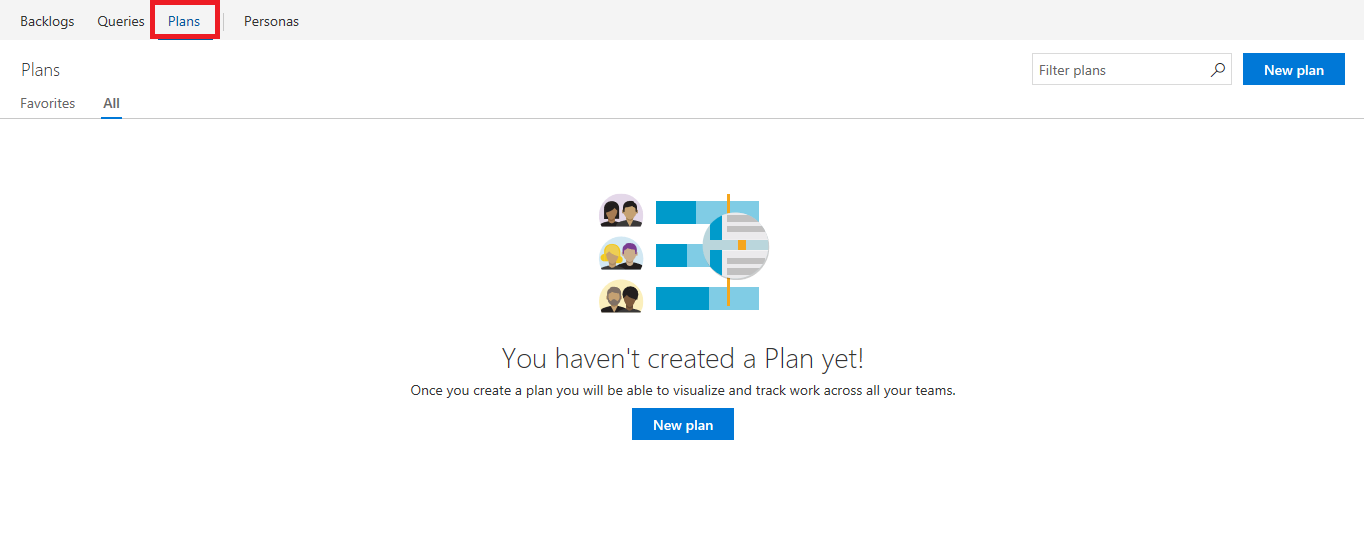 Backlogs Queries Plans Personas
Plans
Filter plans
New plan
Favorites All
You haven't created a Plan yet!
Once you create a plan you will be able to visualize and track work across all your teams.
New plan